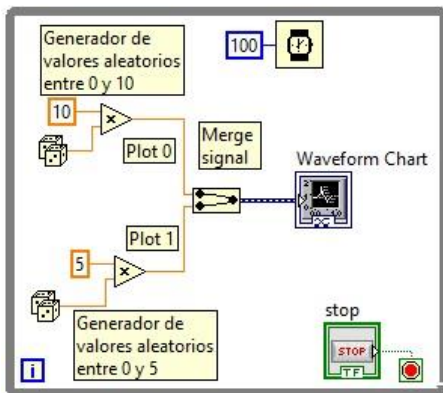 Generador de
valores aleatorios
entre 0 y 10
100
10
Plot 0
Merge
signal
Waveform Chart
Plot 1
5
Generador de
valores aleatorios
entre 0 y 5
stop
STOP
TF
i